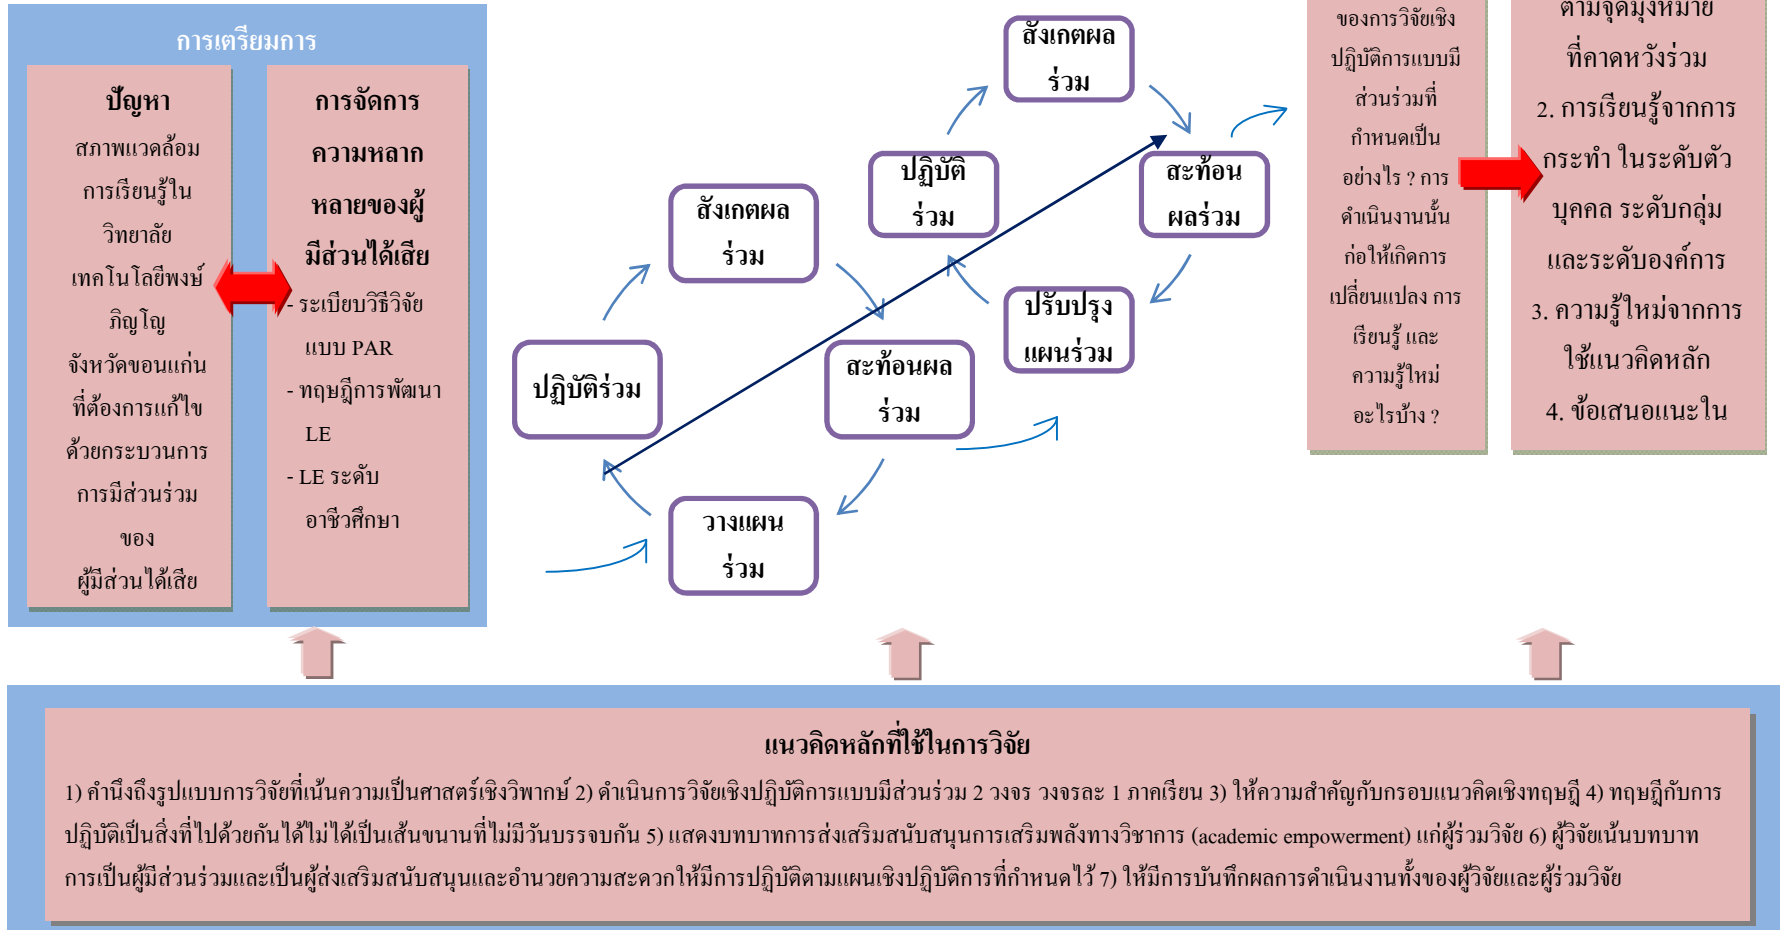 การเตรียมการ
ปัญหา
สภาพแวดล้อม
การเรียนรู้ใน
วิทยาลัย
เทคโนโลยีพงษ์
ภิญโญ
จังหวัดขอนแก่น
ที่ต้องการแก้ไข
ด้วยกระบวนการ
การมีส่วนร่วม
ของ
ผู้มีส่วนได้เสีย
การจัดการ
ความหลาก
หลายของผู้
มีส่วนได้เสีย
- ระเบียบวิธีวิจัย
แบบ PAR
- ทฤษฎีการพัฒนา
LE
- LE ระดับ
อาชีวศึกษา
ปฏิบัติร่วม
สังเกตผล
ร่วม
สะท้อนผล
ร่วม
วางแผน
ร่วม
ปฏิบัติ
ร่วม
สังเกตผล
ร่วม
สะท้อน
ผลร่วม
ปรับปรุง
แผนร่วม
ของการวิจัยเชิง
ปฏิบัติการแบบมี
ส่วนร่วมที่
กำหนดเป็น
อย่างไร ? การ
ดำเนินงานนั้น
ก่อให้เกิดการ
เปลี่ยนแปลง การ
เรียนรู้ และ
ความรู้ใหม่
อะไรบ้าง ?
ตามจุดมุ่งหมาย
ที่คาดหวังร่วม
2. การเรียนรู้จากการ
กระทำ ในระดับตัว
บุคคล ระดับกลุ่ม
และระดับองค์การ
3. ความรู้ใหม่จากการ
ใช้แนวคิดหลัก
4. ข้อเสนอแนะใน
แนวคิดหลักที่ใช้ในการวิจัย
1) คำนึงถึงรูปแบบการวิจัยที่เน้นความเป็นศาสตร์เชิงวิพากษ์ 2) ดำเนินการวิจัยเชิงปฏิบัติการแบบมีส่วนร่วม 2 วงจร วงจรละ 1 ภาคเรียน 3) ให้ความสำคัญกับกรอบแนวคิดเชิงทฤษฎี 4) ทฤษฎีกับการ
ปฏิบัติเป็นสิ่งที่ไปด้วยกันได้ไม่ได้เป็นเส้นขนานที่ไม่มีวันบรรจบกัน 5) แสดงบทบาทการส่งเสริมสนับสนุนการเสริมพลังทางวิชาการ (academic empowerment) แก่ผู้ร่วมวิจัย 6) ผู้วิจัยเน้นบทบาท
การเป็นผู้มีส่วนร่วมและเป็นผู้ส่งเสริมสนับสนุนและอำนวยความสะดวกให้มีการปฏิบัติตามแผนเชิงปฏิบัติการที่กำหนดไว้ 7) ให้มีการบันทึกผลการดำเนินงานทั้งของผู้วิจัยและผู้ร่วมวิจัย